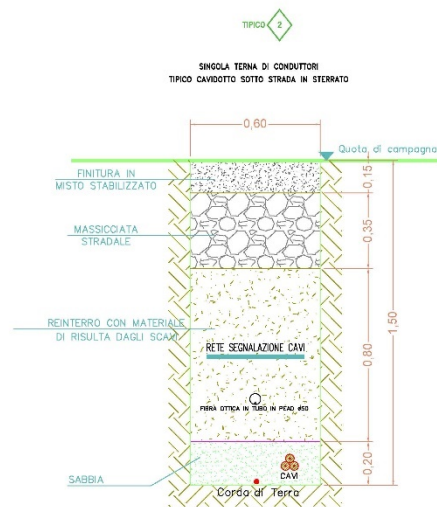 TIPICO 2
SINGOLA TERNA DI CONDUTTORI
TIPICO CAVIDOTTO SOTTO STRADA IN STERRATO
0,60
Quota di campagna
FINITURA IN
MISTO STABILIZZATO
0,15
MASSICCIATA
STRADALE
0,35
1,50
REINTERRO CON MATERIALE
DI RISULTA DAGLI SCAVI
RETE SEGNALAZIONE CAVI
0,80
FIBRA OTTICA IN TUBO IN PEAD ø50
SABBIA
CAVI
0,20
Corda di Terra